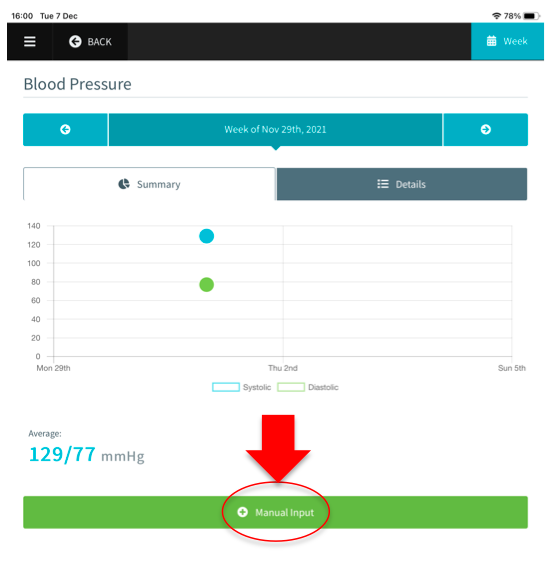 16:00 Tue 7 Dec 78%
BACK Week
Blood Pressure
Week of Nov 29th, 2021
Summary Details
140
120
100
80
60
40
20
0
Mon 29th Thu 2nd Sun 5th
Systolic Diastolic
Average:
129/77 mmHg
Manual Input